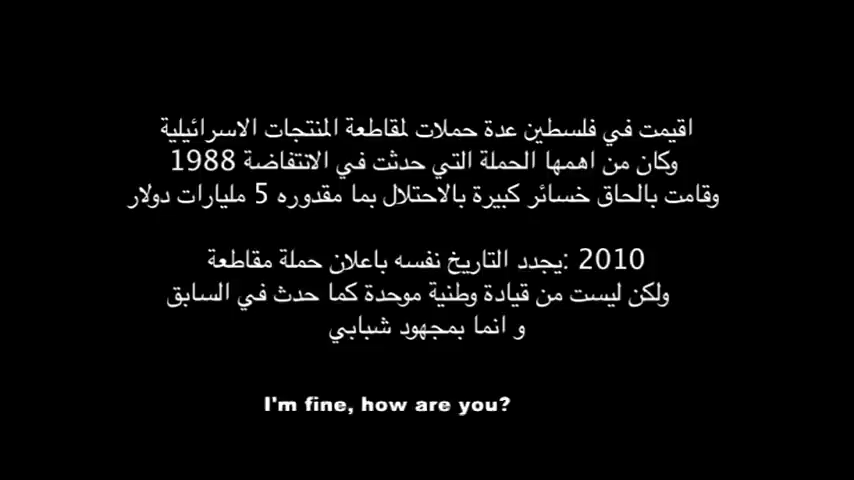 اقيمت في فلسطين عدة حملات لمقاطعة المنتجات الاسرائيلية
وكان من اهمها الحملة التي حدثت في الانتفاضة 1988
وقامت بالحاق خسائر كبيرة بالاحتلال بما مقدوره 5 مليارات دولار
2010 :يجدد التاريخ نفسه باعلان حملة مقاطعة
ولكن ليست من قيادة وطنية موحدة كما حدث في السابق
و انما بمجهود شبابي
I'm fine, how are you?